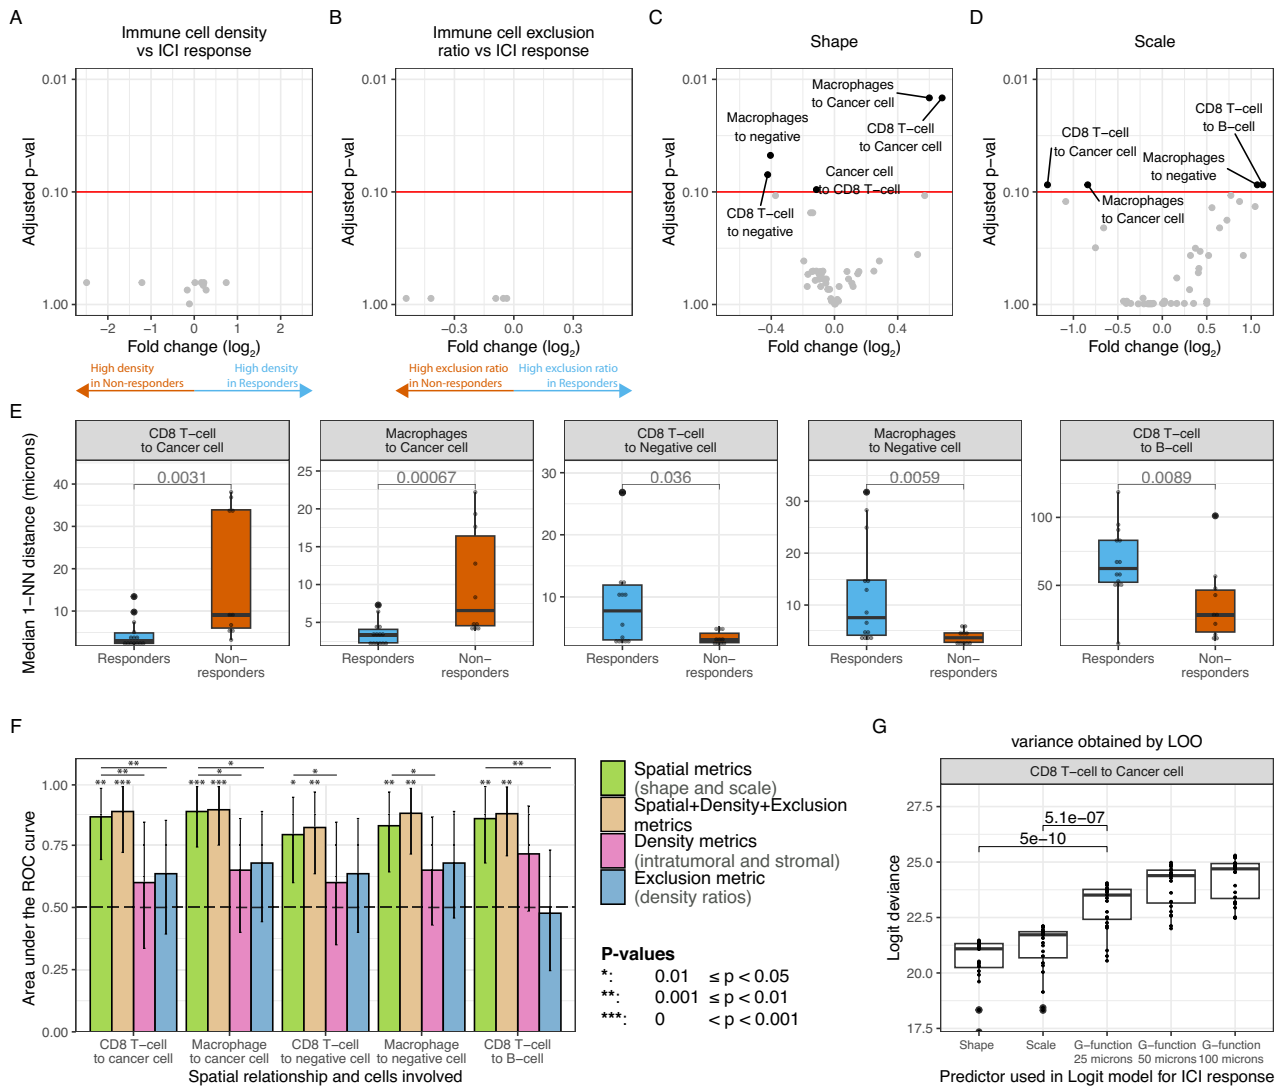 A
Immune cell density
vs ICI response
Adjusted p−val
0.01
0.10
1.00
−2
−1
0
1
2
Fold change (log2)
High density
in Non-responders
High density
in Responders
B
Immune cell exclusion
ratio vs ICI response
Adjusted p−val
0.01
0.10
1.00
−0.3
0.0
0.3
Fold change (log2)
High exclusion ratio
in Non-responders
High exclusion ratio
in Responders
C
Shape
Adjusted p−val
0.01
0.10
1.00
Macrophages
to Cancer cell
CD8 T−cell
to Cancer cell
Macrophages
to negative
Cancer cell
to CD8 T−cell
CD8 T−cell
to negative
−0.4
0.0
0.4
Fold change (log2)
D
Scale
Adjusted p−val
0.01
0.10
1.00
CD8 T−cell
to B−cell
CD8 T−cell
to Cancer cell
Macrophages
to negative
Macrophages
to Cancer cell
−1.0
−0.5
0.0
0.5
1.0
Fold change (log2)
E
Median 1−NN distance (microns)
CD8 T−cell
to Cancer cell
0.0031
40
30
20
10
Responders
Non−
responders
Macrophages
to Cancer cell
0.00067
25
20
15
10
5
Responders
Non−
responders
CD8 T−cell
to Negative cell
0.036
30
20
10
Responders
Non−
responders
Macrophages
to Negative cell
0.0059
30
20
10
Responders
Non−
responders
CD8 T−cell
to B−cell
0.0089
100
50
Responders
Non−
responders
F
Area under the ROC curve
1.00
0.75
0.50
0.25
0.00
**
**
** ***
*
*
*** ***
*
* **
*
** **
**
** **
CD8 T−cell
to cancer cell
Macrophage
to cancer cell
CD8 T−cell
to negative cell
Macrophage
to negative cell
CD8 T−cell
to B−cell
Spatial relationship and cells involved
Spatial metrics
(shape and scale)
Spatial+Density+Exclusion
metrics
Density metrics
(intratumoral and stromal)
Exclusion metric
(density ratios)
P-values
*: 0.01 ≤ p < 0.05
**: 0.001 ≤ p < 0.01
***: 0 < p < 0.001
G
variance obtained by LOO
CD8 T−cell to Cancer cell
Logit deviance
27.5
25.0
22.5
20.0
17.5
5.1e−07
5e−10
Shape
Scale
G−function
25 microns
G−function
50 microns
G−function
100 microns
Predictor used in Logit model for ICI response